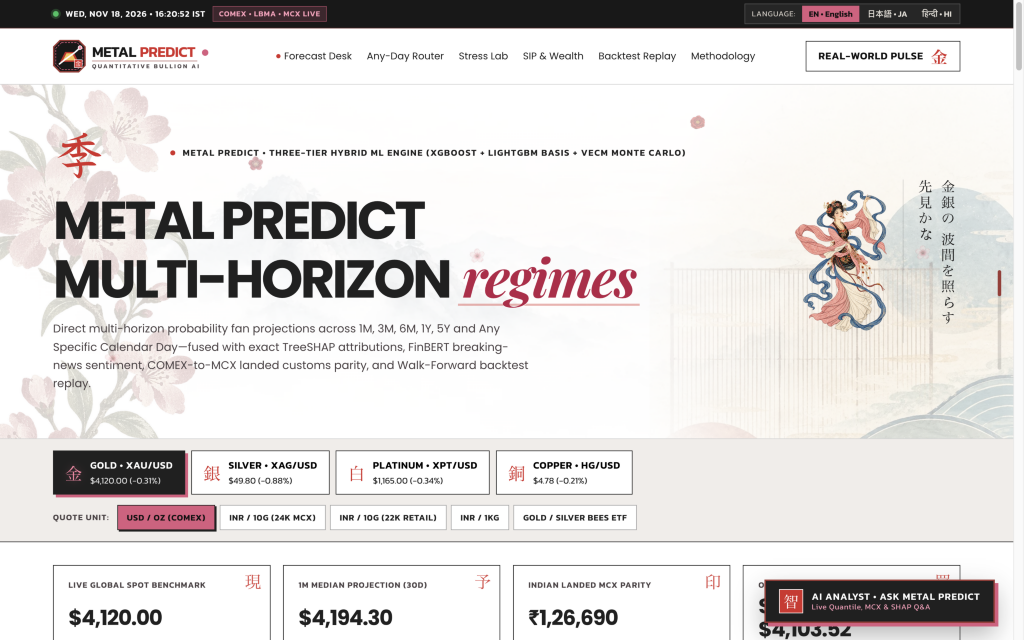 WED, NOV 18, 2026 • 16:20:52 IST
COMEX • LBMA • MCX LIVE
LANGUAGE:
EN • English
日本語 • JA
हिन्दी • HI
METAL PREDICT
QUANTITATIVE BULLION AI
Forecast Desk
Any-Day Router
Stress Lab
SIP & Wealth
Backtest Replay
Methodology
REAL-WORLD PULSE 金
季
METAL PREDICT • THREE-TIER HYBRID ML ENGINE (XGBOOST + LIGHTGBM BASIS + VECM MONTE CARLO)
METAL PREDICT
MULTI-HORIZON regimes
Direct multi-horizon probability fan projections across 1M, 3M, 6M, 1Y, 5Y and Any
Specific Calendar Day—fused with exact TreeSHAP attributions, FinBERT breaking-
news sentiment, COMEX-to-MCX landed customs parity, and Walk-Forward backtest
replay.
金銀の 波間を照らす
先見かな
金
GOLD • XAU/USD
$4,120.00 (-0.31%)
銀
SILVER • XAG/USD
$49.80 (-0.88%)
白
PLATINUM • XPT/USD
$1,165.00 (-0.34%)
銅
COPPER • HG/USD
$4.78 (-0.21%)
QUOTE UNIT:
USD / OZ (COMEX)
INR / 10G (24K MCX)
INR / 10G (22K RETAIL)
INR / 1KG
GOLD / SILVER BEES ETF
LIVE GLOBAL SPOT BENCHMARK
現
$4,120.00
1M MEDIAN PROJECTION (30D)
予
$4,194.30
INDIAN LANDED MCX PARITY
印
₹1,26,690
$4,103.52
智
AI ANALYST • ASK METAL PREDICT
Live Quantile, MCX & SHAP Q&A